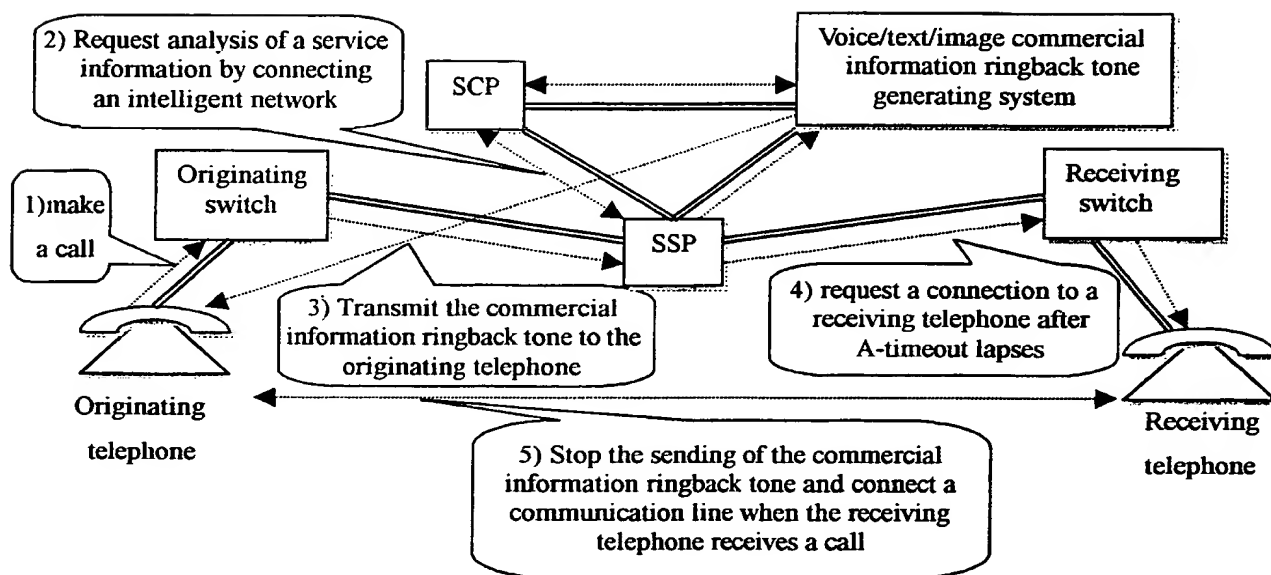 2) Request analysis of a service
information by connecting
an intelligent network
SCP
Voice/text/image commercial
information ringback tone
generating system
1)make
a call
Originating
switch
SSP
Receiving
switch
3) Transmit the commercial
information ringback tone to the
originating telephone
4) request a connection to a
receiving telephone after
A-timeout lapses
Originating
telephone
Receiving
telephone
5) Stop the sending of the commercial
information ringback tone and connect a
communication line when the receiving
telephone receives a call